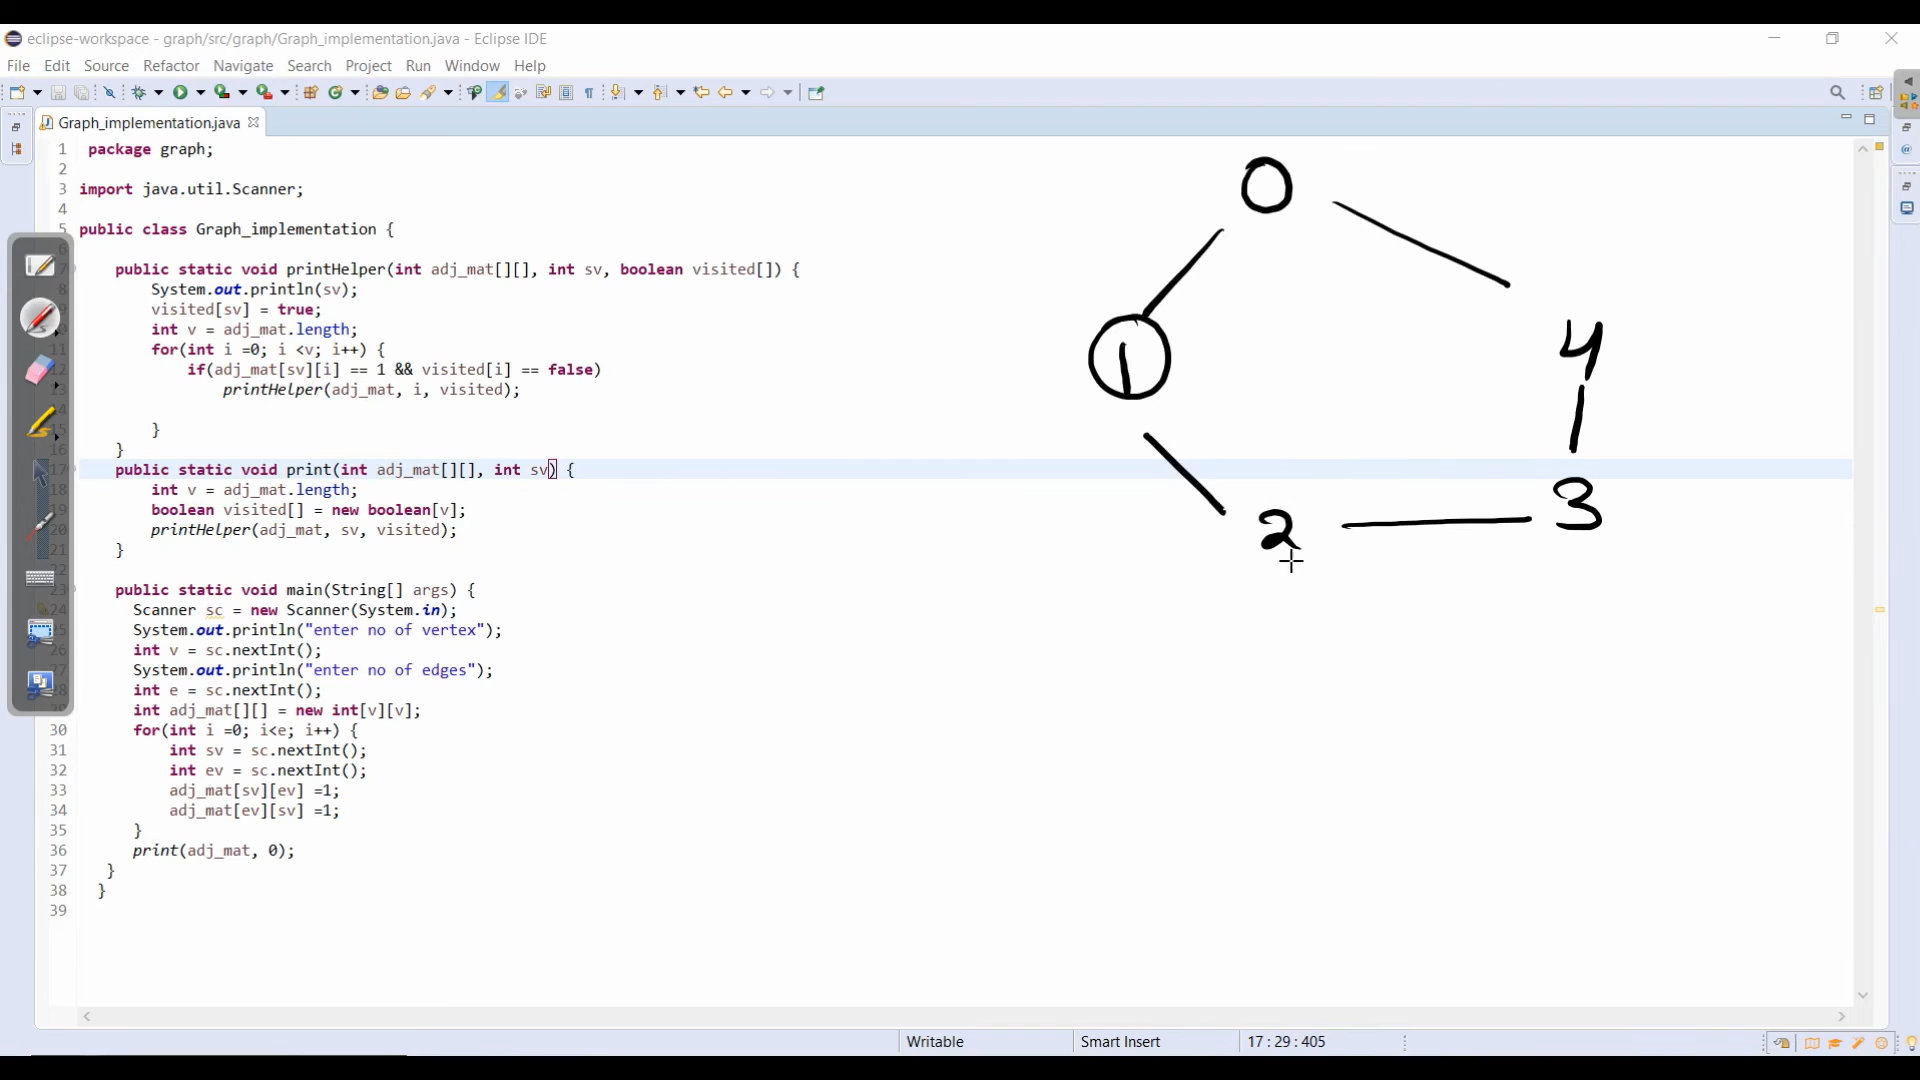 eclipse-workspace - graph/src/graph/Graph_implementation.java - Eclipse IDE
File Edit Source Refactor Navigate Search Project Run Window Help
Graph_implementation.java
1 package graph;
2
3 import java.util.Scanner;
4
5 public class Graph_implementation {
public static void printHelper(int adj_mat[][], int sv, boolean visited[]) {
System.out.println(sv);
visited[sv] = true;
int v = adj_mat.length;
for(int i =0; i <v; i++) {
if(adj_mat[sv][i] == 1 && visited[i] == false)
printHelper(adj_mat, i, visited);
}
}
public static void print(int adj_mat[][], int sv) {
int v = adj_mat.length;
boolean visited[] = new boolean[v];
printHelper(adj_mat, sv, visited);
}
public static void main(String[] args) {
Scanner sc = new Scanner(System.in);
System.out.println("enter no of vertex");
int v = sc.nextInt();
System.out.println("enter no of edges");
int e = sc.nextInt();
int adj_mat[][] = new int[v][v];
30 for(int i =0; i<e; i++) {
31 int sv = sc.nextInt();
32 int ev = sc.nextInt();
33 adj_mat[sv][ev] =1;
34 adj_mat[ev][sv] =1;
35 }
36 print(adj_mat, 0);
37 }
38 }
39
0
1
4
2
3
Writable Smart Insert 17 : 29 : 405